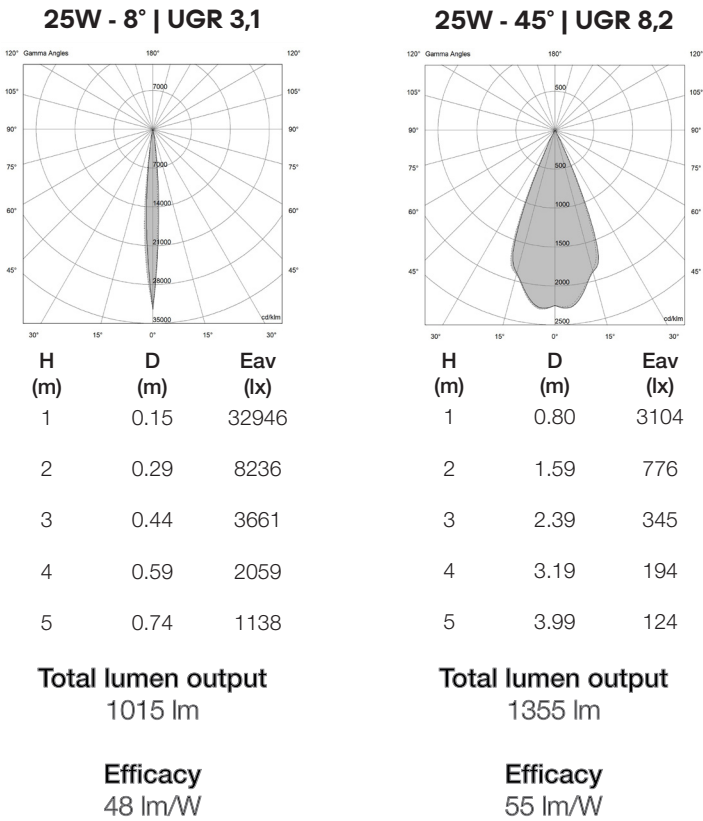 25W - 8° | UGR 3,1
120° Gamma Angles 180° 120°
105° 7000 105°
90° 90°
75° 7000 75°
14000
60° 60°
21000
45° 45°
28000
35000 cd/klm
30° 15° 0° 15° 30°
H D Eav
(m) (m) (lx)
1 0.15 32946
2 0.29 8236
3 0.44 3661
4 0.59 2059
5 0.74 1138
Total lumen output
1015 lm
Efficacy
48 lm/W
25W - 45° | UGR 8,2
120° Gamma Angles 180° 120°
105° 500 105°
90° 90°
75° 500 75°
1000
60° 60°
1500
45° 45°
2000
2500 cd/klm
30° 15° 0° 15° 30°
H D Eav
(m) (m) (lx)
1 0.80 3104
2 1.59 776
3 2.39 345
4 3.19 194
5 3.99 124
Total lumen output
1355 lm
Efficacy
55 lm/W